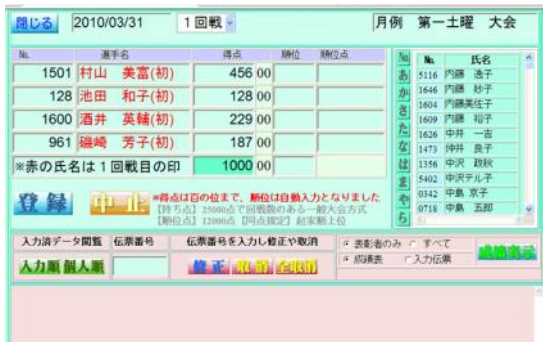 閉じる 2010/03/31 1回戦 月例 第一土曜 大会
№ 選手名 得点 順位 順位点
1501 村山 美富(初) 456 00
128 池田 和子(初) 128 00
1600 酒井 英輔(初) 229 00
961 磯崎 芳子(初) 187 00
※赤の氏名は1回戦目の印 1000 00
登録 中止 *得点は百の位まで、順位は自動入力となりました
【持ち点】25000点で回戦数のある一般大会方式
【順位点】12000点【同点規定】起家順上位
№ あ か さ た な は ま や ら
№ 氏名
5116 内藤 浩子
1646 内藤 紗子
1604 内藤美佐子
1609 内藤 裕子
1626 中井 一吉
1473 仲井 良子
1356 中沢 政秋
5402 中沢テル子
0342 中島 京子
0718 中島 五郎
入力済データ閲覧 伝票番号 伝票番号を入力し修正や取消
入力順 個人順 修正 取消 全取消
表彰者のみ すべて
成績表 入力伝票
成績表示